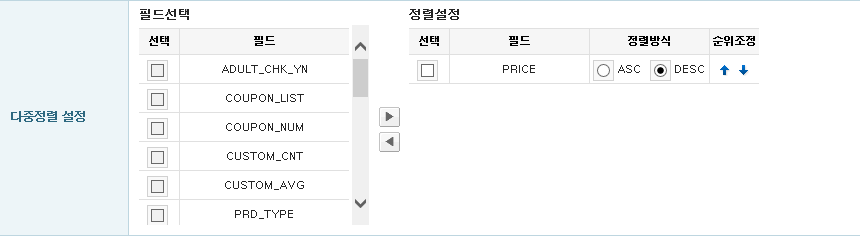 다중정렬 설정
필드선택
선택 필드
ADULT_CHK_YN
COUPON_LIST
COUPON_NUM
CUSTOM_CNT
CUSTOM_AVG
PRD_TYPE
정렬설정
선택 필드 정렬방식 순위조정
PRICE ASC DESC